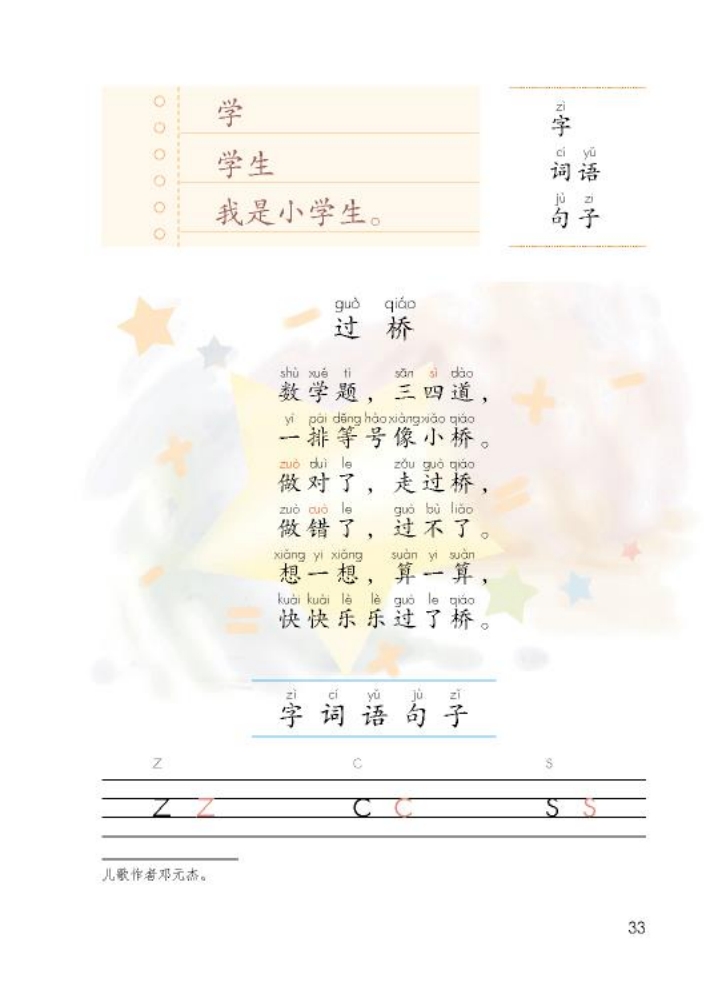 学
学生
我是小学生。
zì
字
cí yǔ
词语
jù zi
句子
guò qiáo
过桥
shù xué tí sān sì dào
数学题，三四道，
yì pái děng hào xiàng xiǎo qiáo
一排等号像小桥。
zuò duì le zǒu guò qiáo
做对了，走过桥，
zuò cuò le guò bù liǎo
做错了，过不了。
xiǎng yi xiǎng suàn yi suàn
想一想，算一算，
kuài kuài lè lè guò le qiáo
快快乐乐过了桥。
zì cí yǔ jù zǐ
字词语句子
z c s
z z c c s s
儿歌作者邓元杰。
33